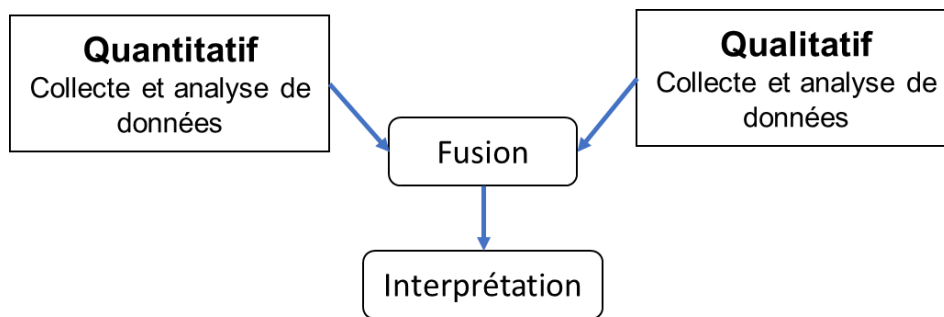 Quantitatif
Collecte et analyse de
données
Qualitatif
Collecte et analyse de
données
Fusion
Interprétation